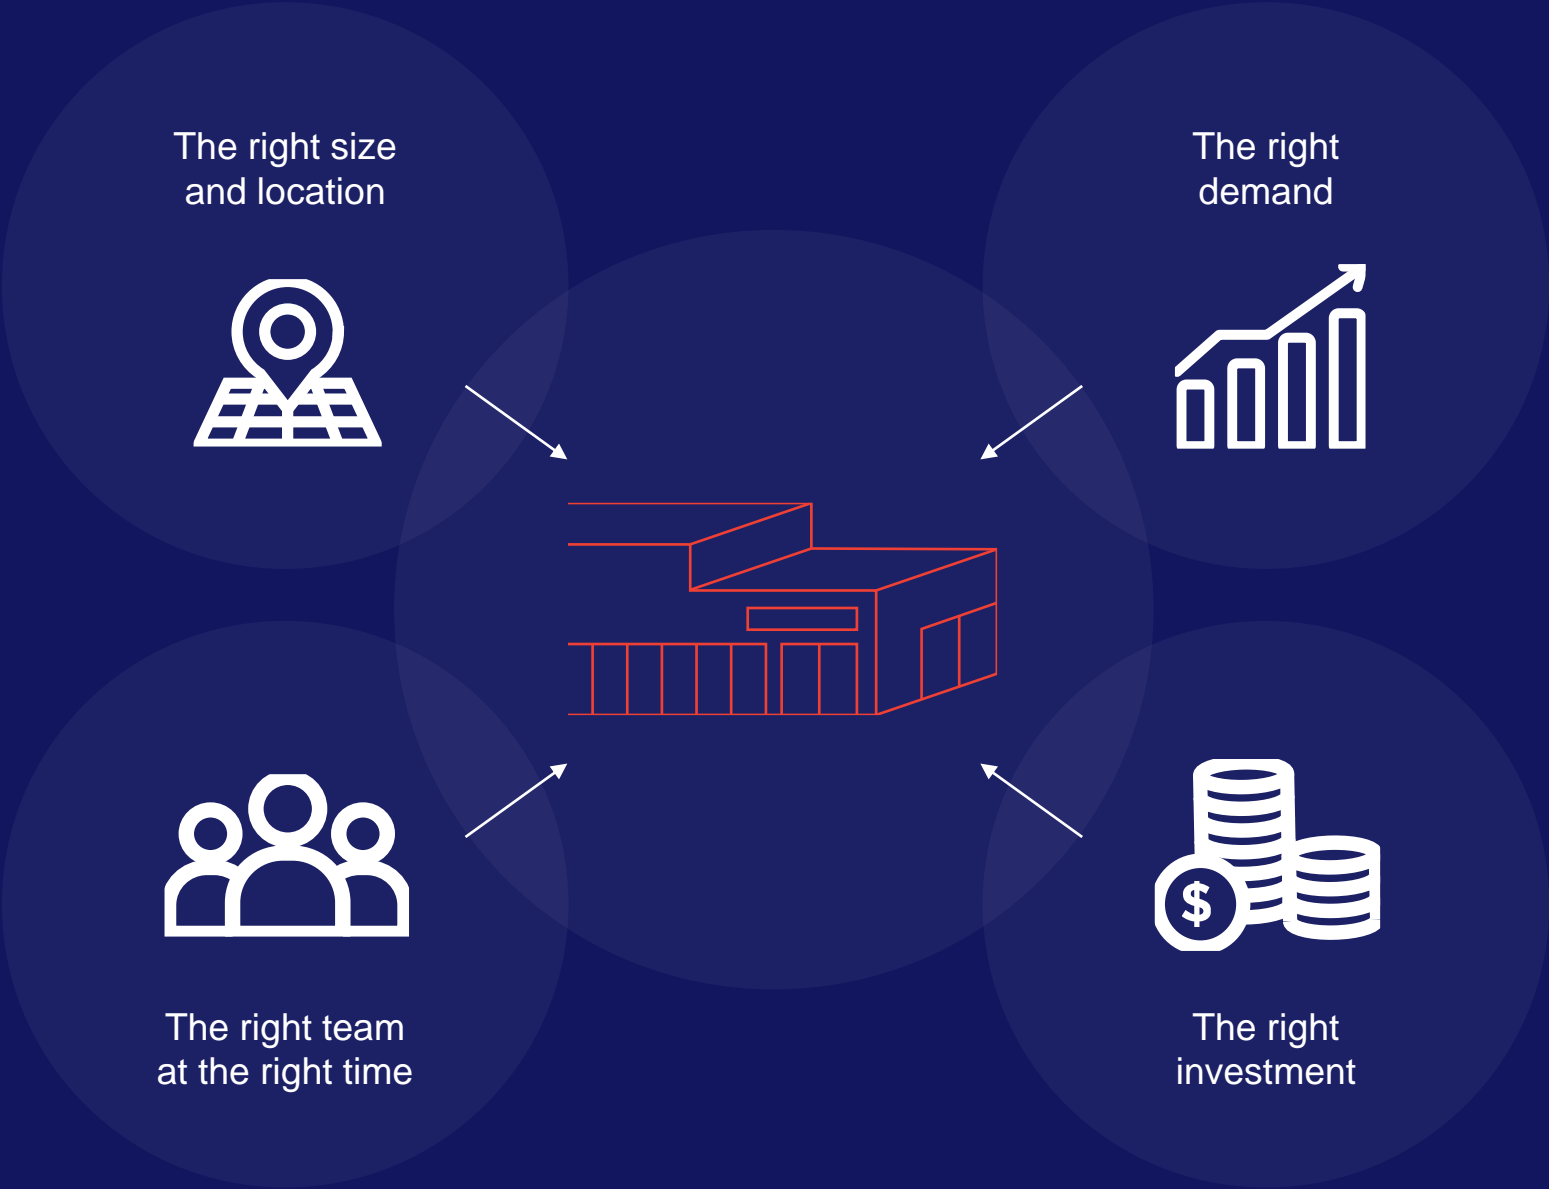 The right size
and location
The right
demand
$
The right team
at the right time
The right
investment